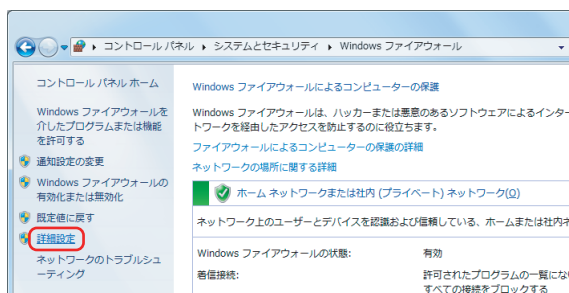 コントロール パネル ▸ システムとセキュリティ ▸ Windows ファイアウォール
コントロール パネル ホーム
Windows ファイアウォールを
介したプログラムまたは機能
を許可する
通知設定の変更
Windows ファイアウォールの
有効化または無効化
既定値に戻す
詳細設定
ネットワークのトラブルシュ
ーティング
Windows ファイアウォールによるコンピューターの保護
Windows ファイアウォールは、ハッカーまたは悪意のあるソフトウェアによるインター
トワークを経由したアクセスを防止するのに役立ちます。
ファイアウォールによるコンピューターの保護の詳細
ネットワークの場所に関する詳細
ホーム ネットワークまたは社内 (プライベート) ネットワーク(O)
ネットワーク上のユーザーとデバイスを認識および信頼している、ホームまたは社内ネ
Windows ファイアウォールの状態: 有効
着信接続: 許可されたプログラムの一覧にな
すべての接続をブロックする